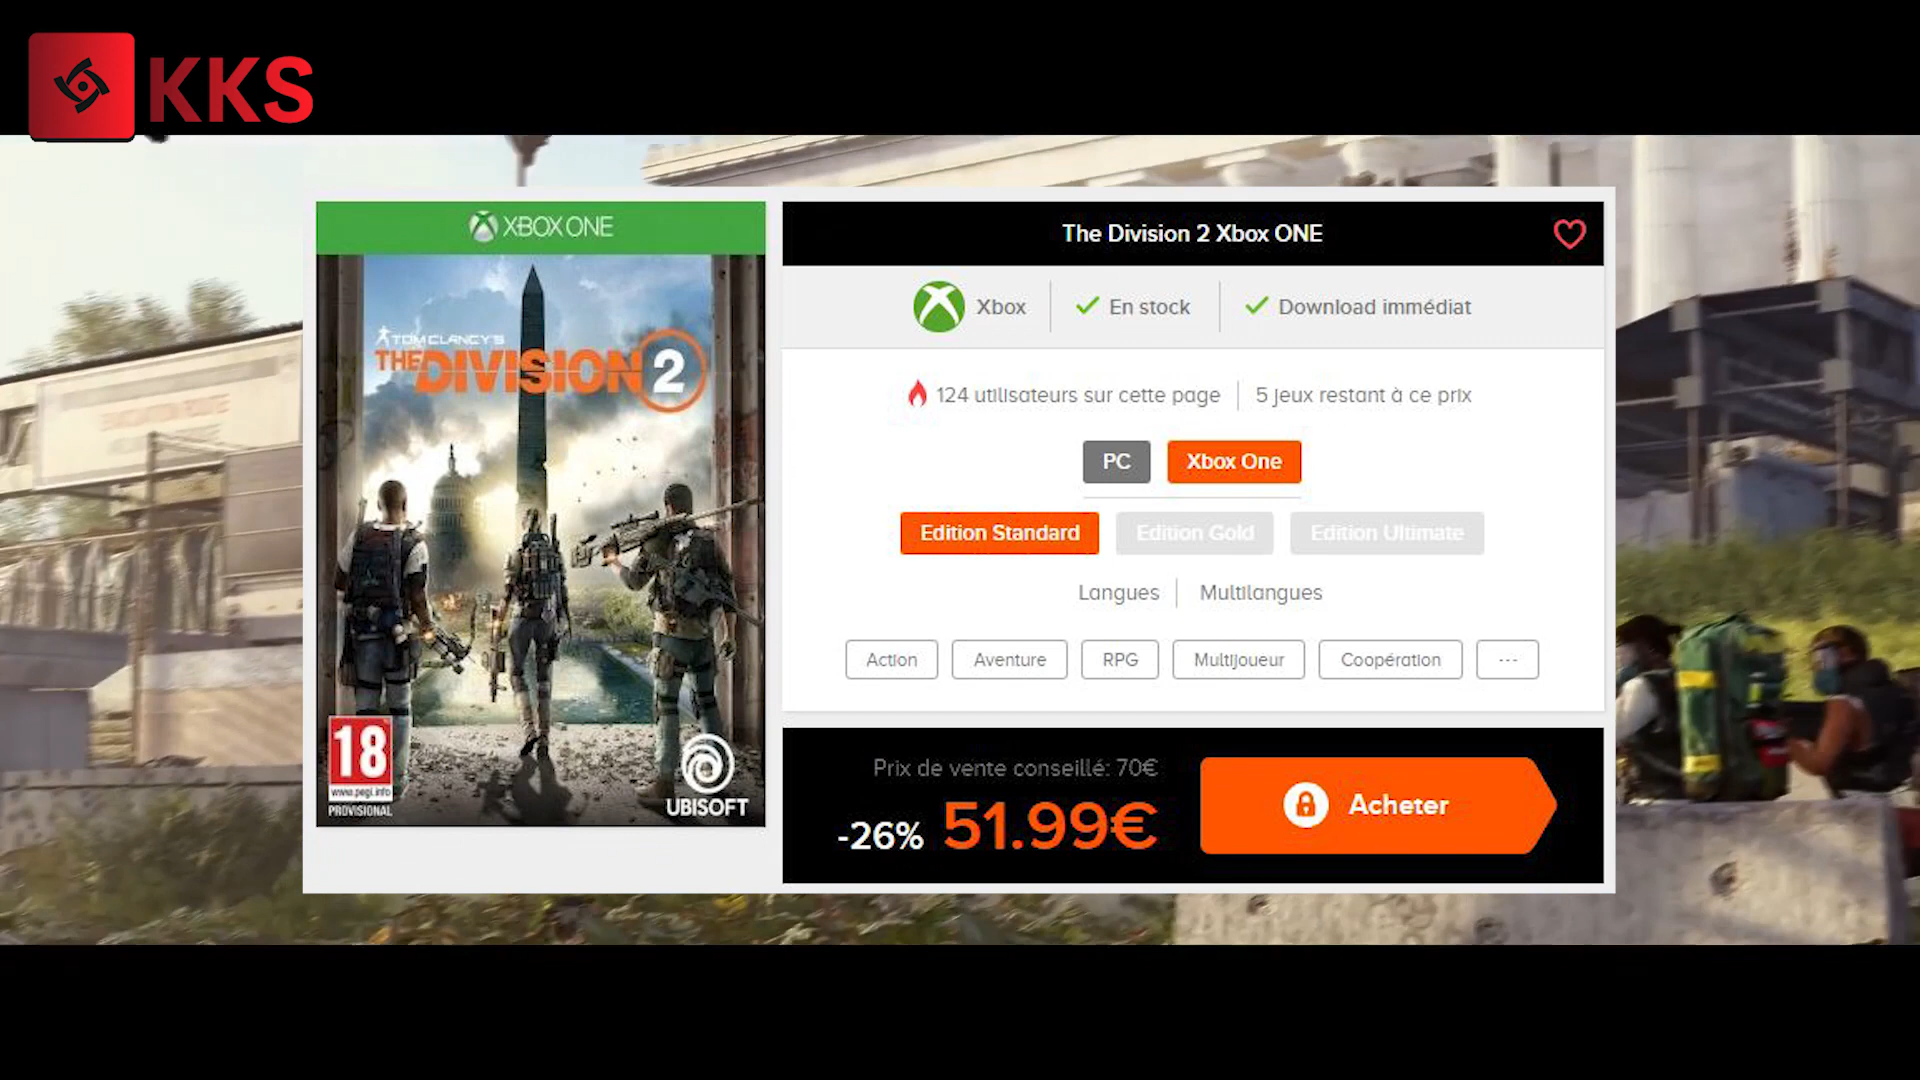 KKS
XBOX ONE
TOM CLANCY'S
THE DIVISION 2
18
www.pegi.info
PROVISIONAL
UBISOFT
The Division 2 Xbox ONE
Xbox
En stock
Download immédiat
124 utilisateurs sur cette page
5 jeux restant à ce prix
PC
Xbox One
Edition Standard
Edition Gold
Edition Ultimate
Langues
Multilangues
Action
Aventure
RPG
Multijoueur
Coopération
...
Prix de vente conseillé: 70€
-26% 51.99€
Acheter